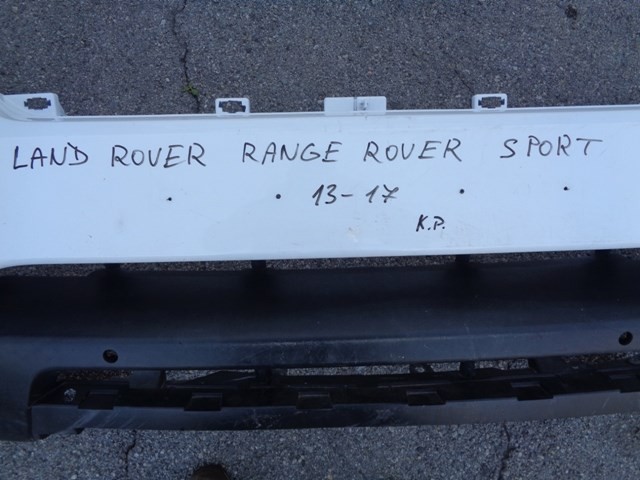 LAND ROVER RANGE ROVER SPORT
13-17
K.P.